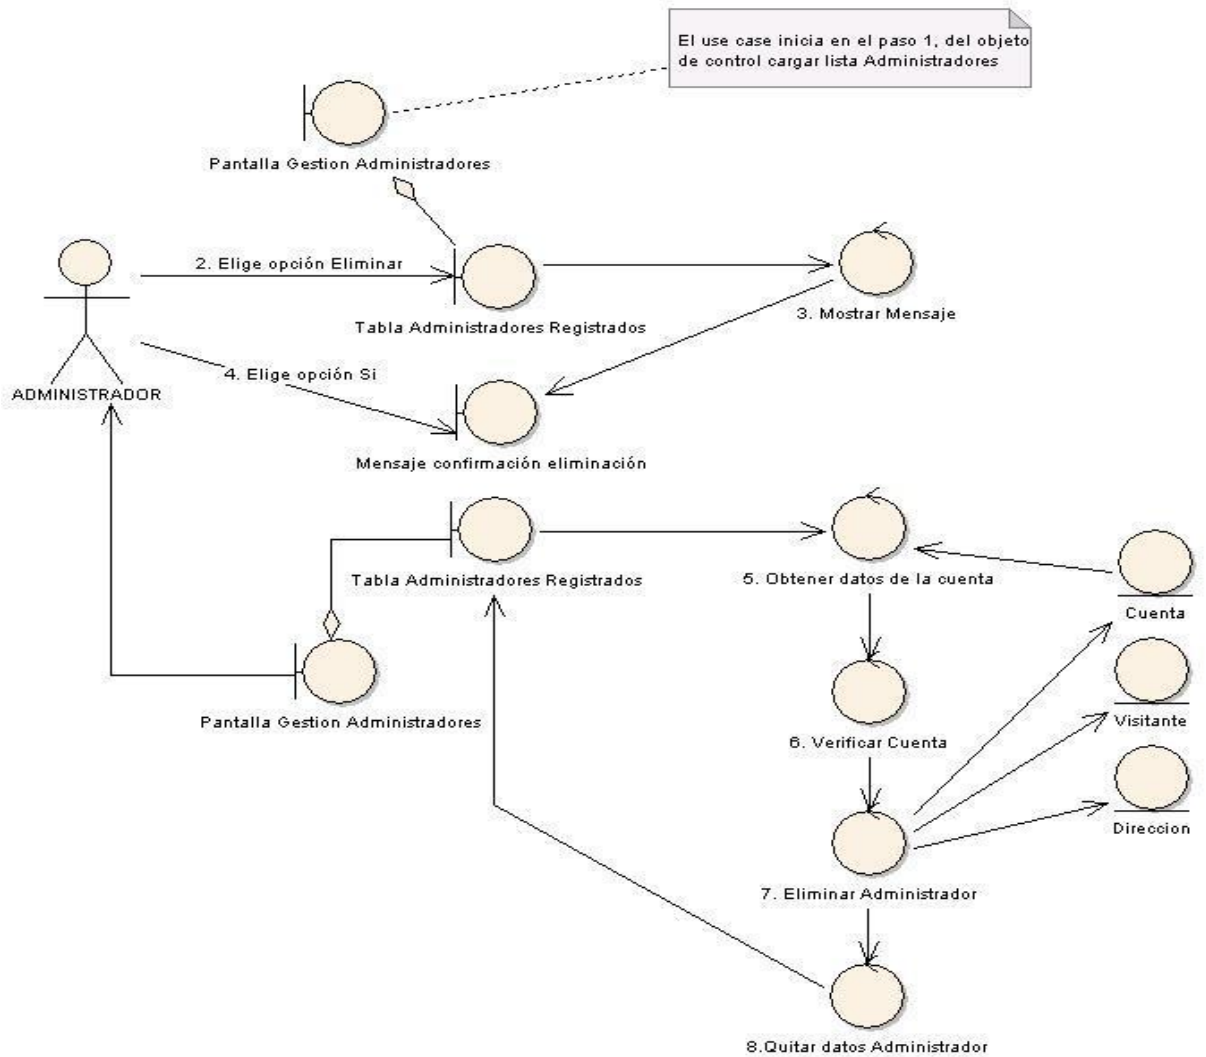 El use case inicia en el paso 1, del objeto
de control cargar lista Administradores
Pantalla Gestion Administradores
2. Elige opción Eliminar
Tabla Administradores Registrados
3. Mostrar Mensaje
4. Elige opción Si
ADMINISTRADOR
Mensaje confirmación eliminación
Tabla Administradores Registrados
5. Obtener datos de la cuenta
Cuenta
Pantalla Gestion Administradores
Visitante
6. Verificar Cuenta
Direccion
7. Eliminar Administrador
8.Quitar datos Administrador